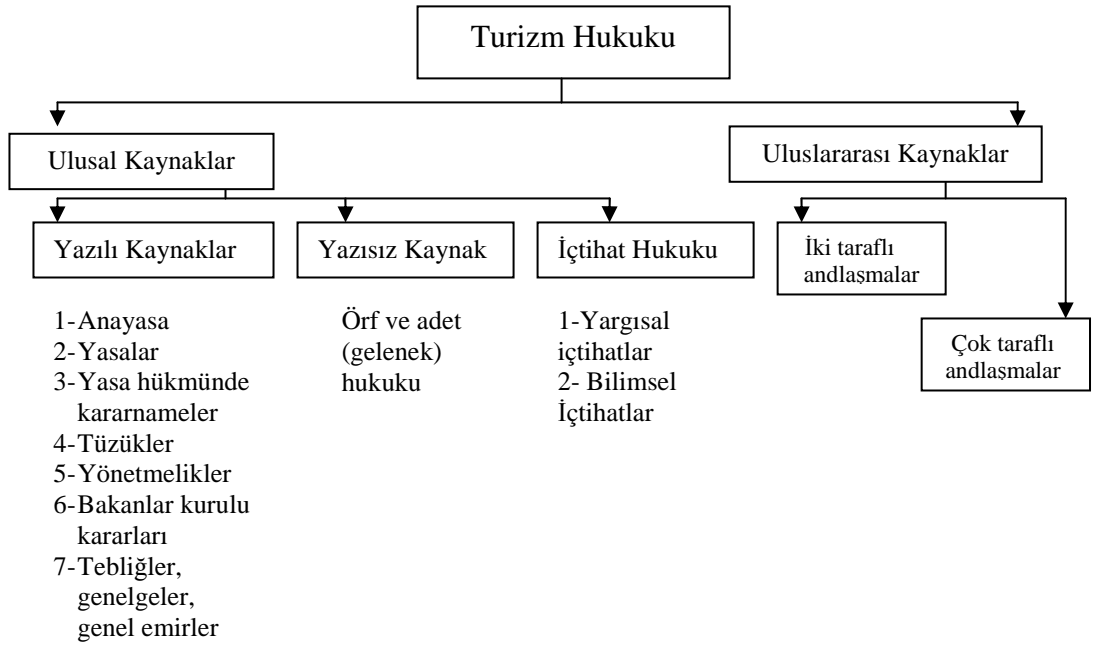 Turizm Hukuku
Ulusal Kaynaklar
Uluslararası Kaynaklar
Yazılı Kaynaklar
Yazısız Kaynak
İçtihat Hukuku
İki taraflı
andlaşmalar
Çok taraflı
andlaşmalar
1-Anayasa
2-Yasalar
3-Yasa hükmünde
kararnameler
4-Tüzükler
5-Yönetmelikler
6-Bakanlar kurulu
kararları
7-Tebliğler,
genelgeler,
genel emirler
Örf ve adet
(gelenek)
hukuku
1-Yargısal
içtihatlar
2- Bilimsel
İçtihatlar